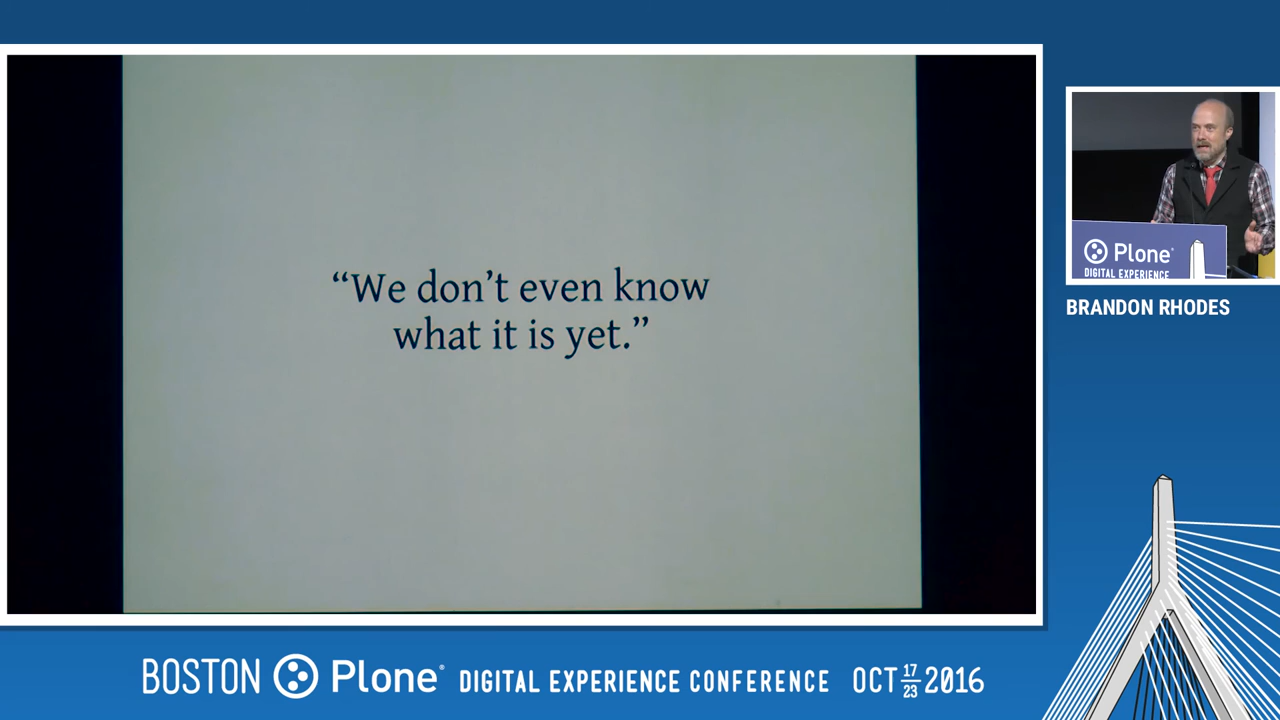 “We don’t even know
what it is yet.”
Plone®
DIGITAL EXPERIENCE
BRANDON RHODES
BOSTON Plone® DIGITAL EXPERIENCE CONFERENCE OCT 17 23 2016